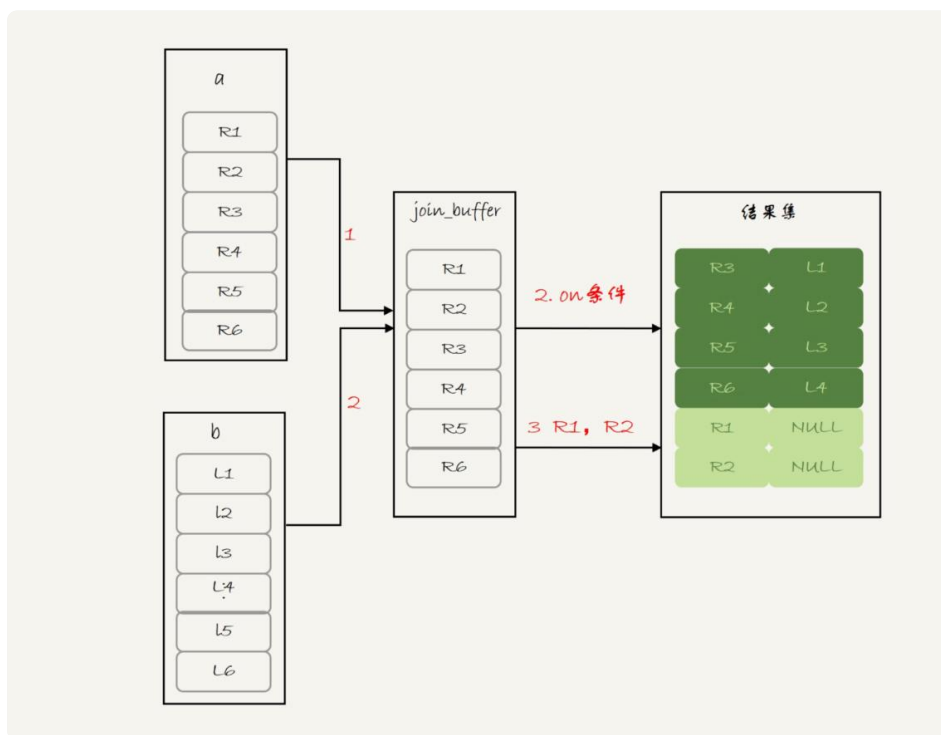 a
R1
R2
R3
R4
R5
R6
b
L1
l2
l3
L4
l5
L6
1
2
join_buffer
R1
R2
R3
R4
R5
R6
2. on条件
3 R1，R2
结果集
R3 L1
R4 L2
R5 L3
R6 L4
R1 NULL
R2 NULL